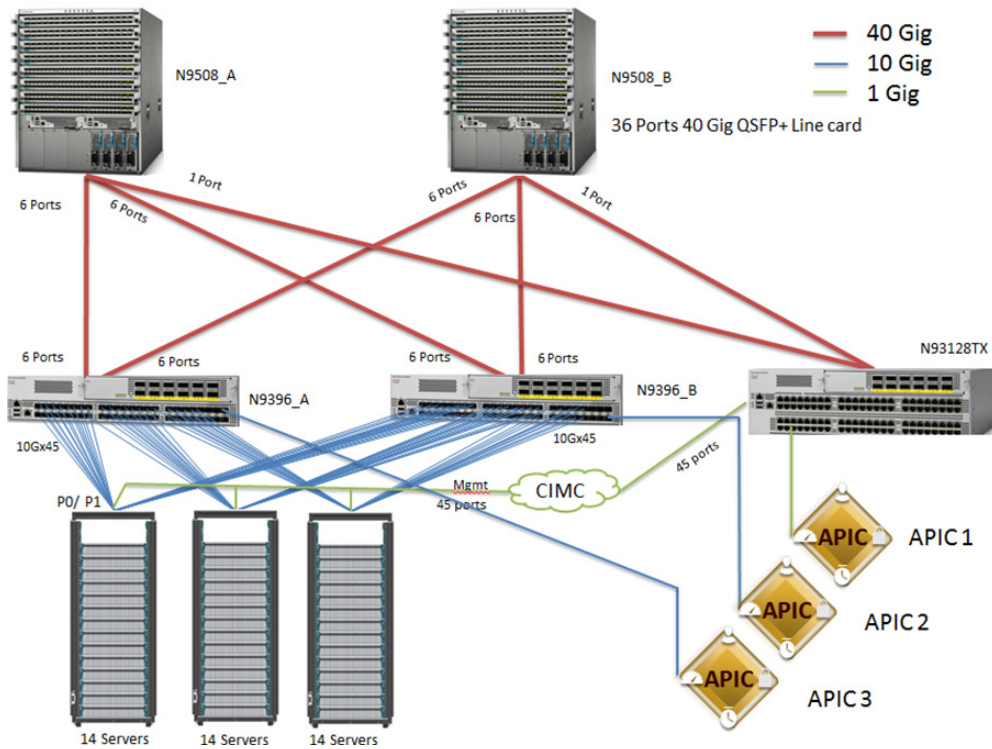 40 Gig
10 Gig
1 Gig
N9508_A
N9508_B
36 Ports 40 Gig QSFP+ Line card
6 Ports
6 Ports
1 Port
6 Ports
6 Ports
1 Port
6 Ports
6 Ports
6 Ports
6 Ports
N93128TX
N9396_A
N9396_B
10Gx45
10Gx45
45 ports
P0/ P1
Mgmt
45 ports
CIMC
APIC
APIC 1
APIC
APIC 2
APIC
APIC 3
14 Servers
14 Servers
14 Servers